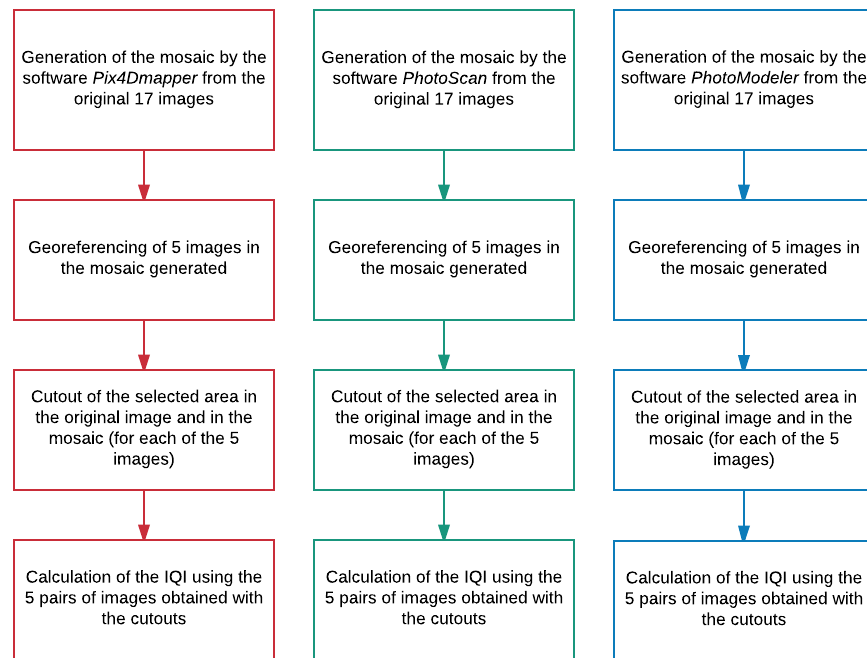 Generation of the mosaic by the
software Pix4Dmapper from the
original 17 images
Generation of the mosaic by the
software PhotoScan from the
original 17 images
Generation of the mosaic by the
software PhotoModeler from the
original 17 images
Georeferencing of 5 images in
the mosaic generated
Georeferencing of 5 images in
the mosaic generated
Georeferencing of 5 images in
the mosaic generated
Cutout of the selected area in
the original image and in the
mosaic (for each of the 5
images)
Cutout of the selected area in
the original image and in the
mosaic (for each of the 5
images)
Cutout of the selected area in
the original image and in the
mosaic (for each of the 5
images)
Calculation of the IQI using the
5 pairs of images obtained with
the cutouts
Calculation of the IQI using the
5 pairs of images obtained with
the cutouts
Calculation of the IQI using the
5 pairs of images obtained with
the cutouts